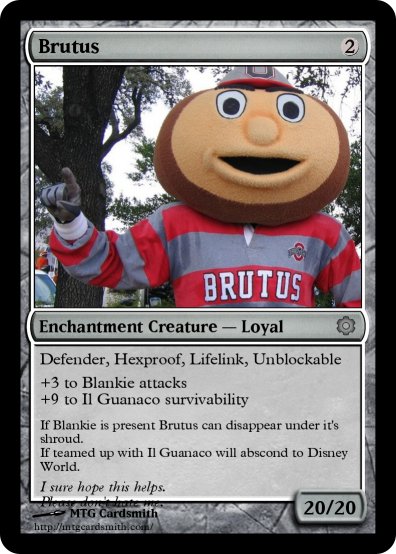 Brutus 2
BRUTUS
Enchantment Creature — Loyal
Defender, Hexproof, Lifelink, Unblockable
+3 to Blankie attacks
+9 to Il Guanaco survivability
If Blankie is present Brutus can disappear under it's
shroud.
If teamed up with Il Guanaco will abscond to Disney
World.
I sure hope this helps.
Please don't hate me.
MTG Cardsmith
20/20
http://mtgcardsmith.com/